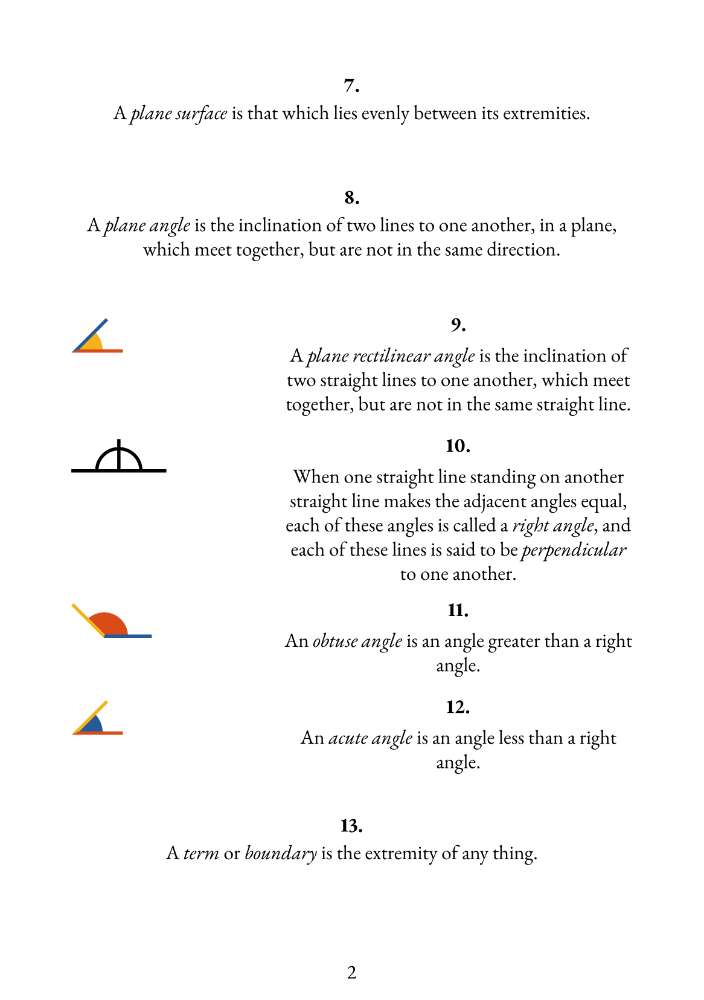 7.
A plane surface is that which lies evenly between its extremities.
8.
A plane angle is the inclination of two lines to one another, in a plane,
which meet together, but are not in the same direction.
9.
A plane rectilinear angle is the inclination of
two straight lines to one another, which meet
together, but are not in the same straight line.
10.
When one straight line standing on another
straight line makes the adjacent angles equal,
each of these angles is called a right angle, and
each of these lines is said to be perpendicular
to one another.
11.
An obtuse angle is an angle greater than a right
angle.
12.
An acute angle is an angle less than a right
angle.
13.
A term or boundary is the extremity of any thing.
2